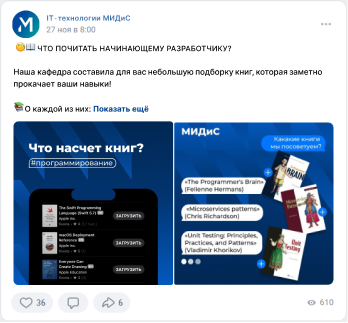 IT-технологии МИДиС
27 ноя в 8:00
ЧТО ПОЧИТАТЬ НАЧИНАЮЩЕМУ РАЗРАБОТЧИКУ?
Наша кафедра составила для вас небольшую подборку книг, которая заметно
прокачает ваши навыки!
О каждой из них: Показать ещё
Что насчет книг?
#программирование
The Swift Programming
Language (Swift 5.7)
Apple Inc.
ЗАГРУЗИТЬ
macOS Deployment
Reference
Apple Inc.
ЗАГРУЗИТЬ
Everyone Can
Create Drawing
Apple Education
ЗАГРУЗИТЬ
МИДиС
Какие книги
мы посоветуем?
«The Programmer's Brain»
(Felienne Hermans)
«Microservices patterns»
(Chris Richardson)
«Unit Testing: Principles,
Practices, and Patterns»
(Vladimir Khorikov)
BRAIN
Unit Testing
36
6
610